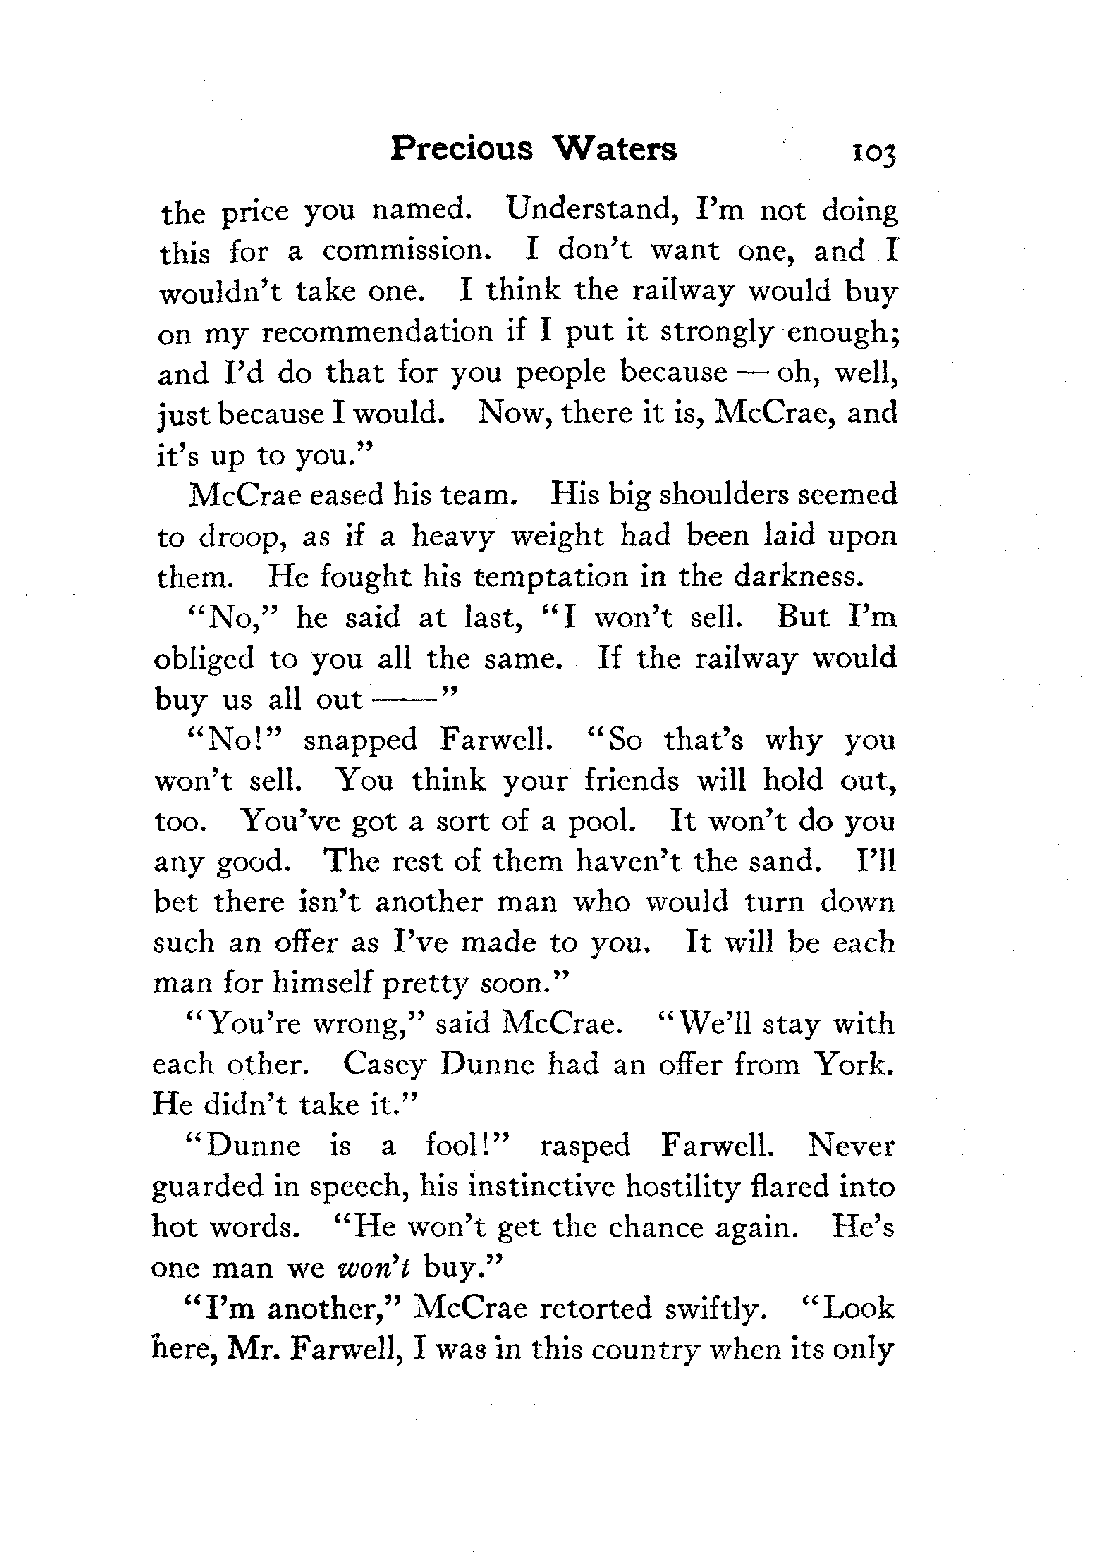 Precious Waters 103
the price you named. Understand, I'm not doing
this for a commission. I don't want one, and I
wouldn't take one. I think the railway would buy
on my recommendation if I put it strongly enough;
and I'd do that for you people because — oh, well,
just because I would. Now, there it is, McCrae, and
it's up to you."
McCrae eased his team. His big shoulders seemed
to droop, as if a heavy weight had been laid upon
them. He fought his temptation in the darkness.
"No," he said at last, "I won't sell. But I'm
obliged to you all the same. If the railway would
buy us all out ——"
"No!" snapped Farwell. "So that's why you
won't sell. You think your friends will hold out,
too. You've got a sort of a pool. It won't do you
any good. The rest of them haven't the sand. I'll
bet there isn't another man who would turn down
such an offer as I've made to you. It will be each
man for himself pretty soon."
"You're wrong," said McCrae. "We'll stay with
each other. Casey Dunne had an offer from York.
He didn't take it."
"Dunne is a fool!" rasped Farwell. Never
guarded in speech, his instinctive hostility flared into
hot words. "He won't get the chance again. He's
one man we won't buy."
"I'm another," McCrae retorted swiftly. "Look
here, Mr. Farwell, I was in this country when its only